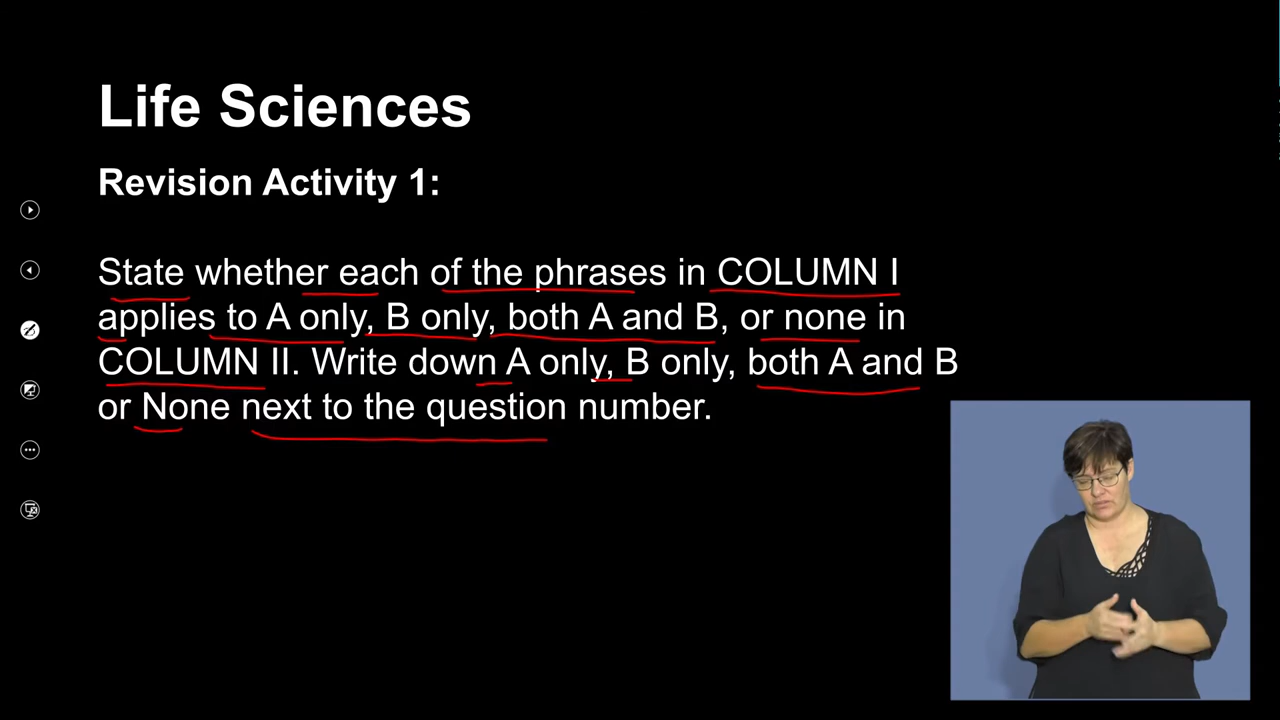 Life Sciences
Revision Activity 1:
State whether each of the phrases in COLUMN I
applies to A only, B only, both A and B, or none in
COLUMN II. Write down A only, B only, both A and B
or None next to the question number.